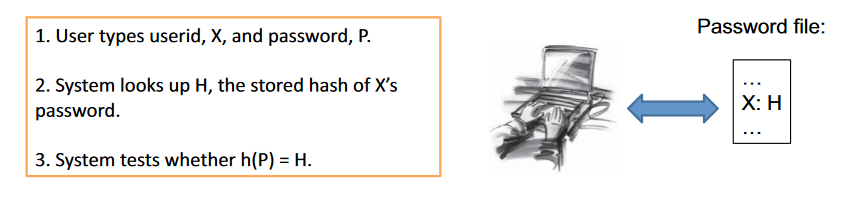 1. User types userid, X, and password, P.
2. System looks up H, the stored hash of X’s
password.
3. System tests whether h(P) = H.
Password file:
...
X: H
...